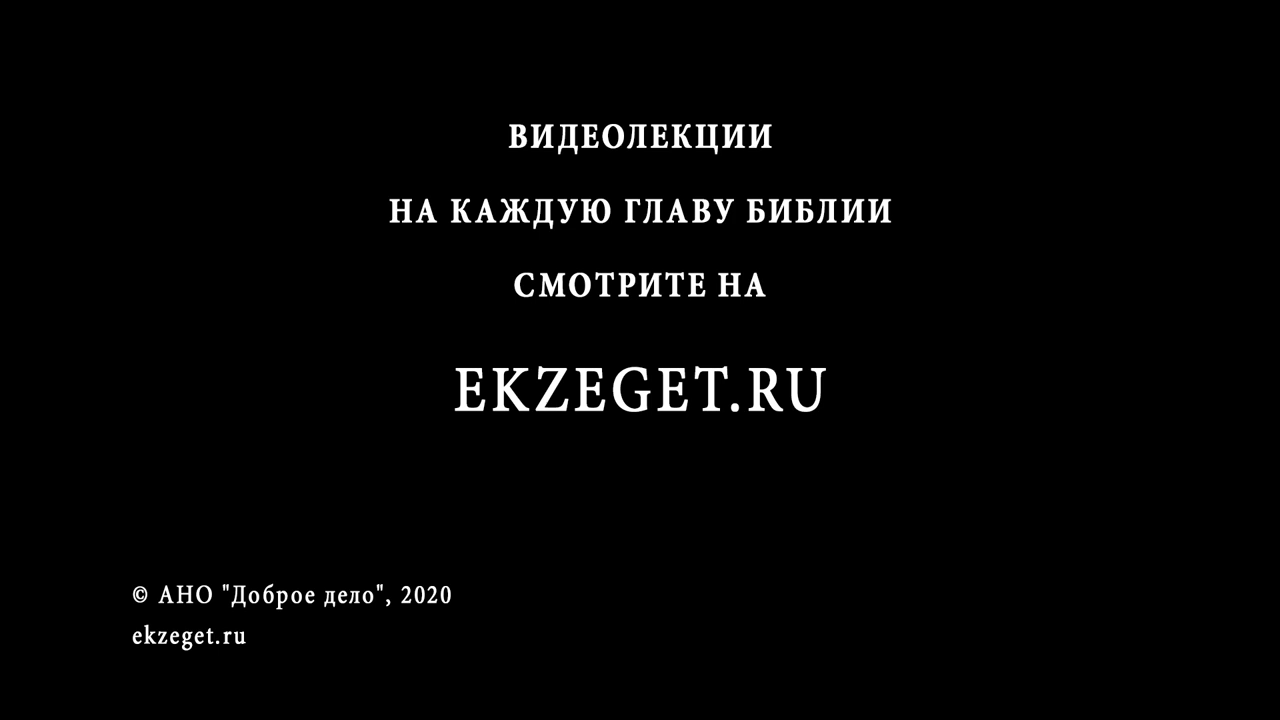 ВИДЕОЛЕКЦИИ
НА КАЖДУЮ ГЛАВУ БИБЛИИ
СМОТРИТЕ НА
EKZEGET.RU
© АНО "Доброе дело", 2020
ekzeget.ru